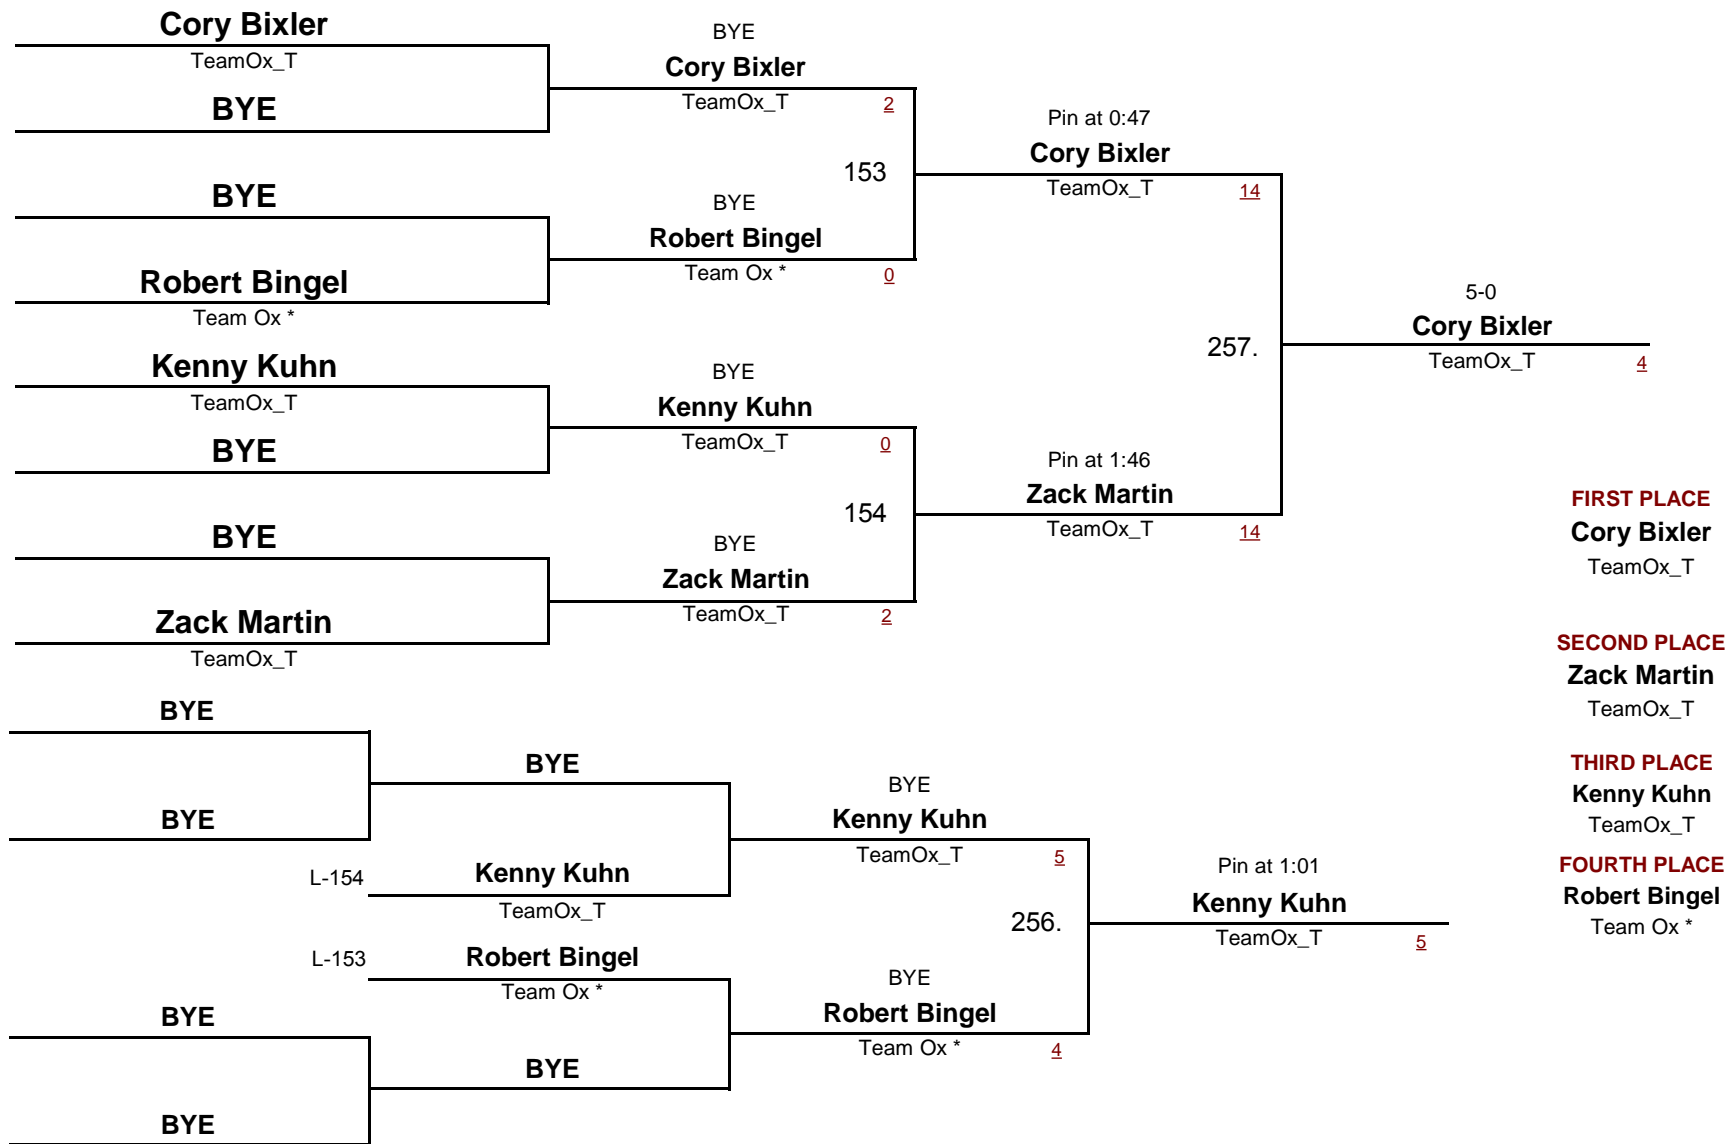 Cory Bixler
TeamOx_T
BYE
BYE
Robert Bingel
Team Ox *
Kenny Kuhn
TeamOx_T
BYE
BYE
Zack Martin
TeamOx_T
BYE
Cory Bixler
TeamOx_T 2
153
BYE
Robert Bingel
Team Ox * 0
BYE
Kenny Kuhn
TeamOx_T 0
154
BYE
Zack Martin
TeamOx_T 2
Pin at 0:47
Cory Bixler
TeamOx_T 14
257.
Pin at 1:46
Zack Martin
TeamOx_T 14
5-0
Cory Bixler
TeamOx_T 4
FIRST PLACE
Cory Bixler
TeamOx_T
SECOND PLACE
Zack Martin
TeamOx_T
THIRD PLACE
Kenny Kuhn
TeamOx_T
FOURTH PLACE
Robert Bingel
Team Ox *
BYE
BYE
BYE
L-154 Kenny Kuhn
TeamOx_T
L-153 Robert Bingel
Team Ox *
BYE
BYE
BYE
BYE
Kenny Kuhn
TeamOx_T 5
256.
BYE
Robert Bingel
Team Ox * 4
Pin at 1:01
Kenny Kuhn
TeamOx_T 5